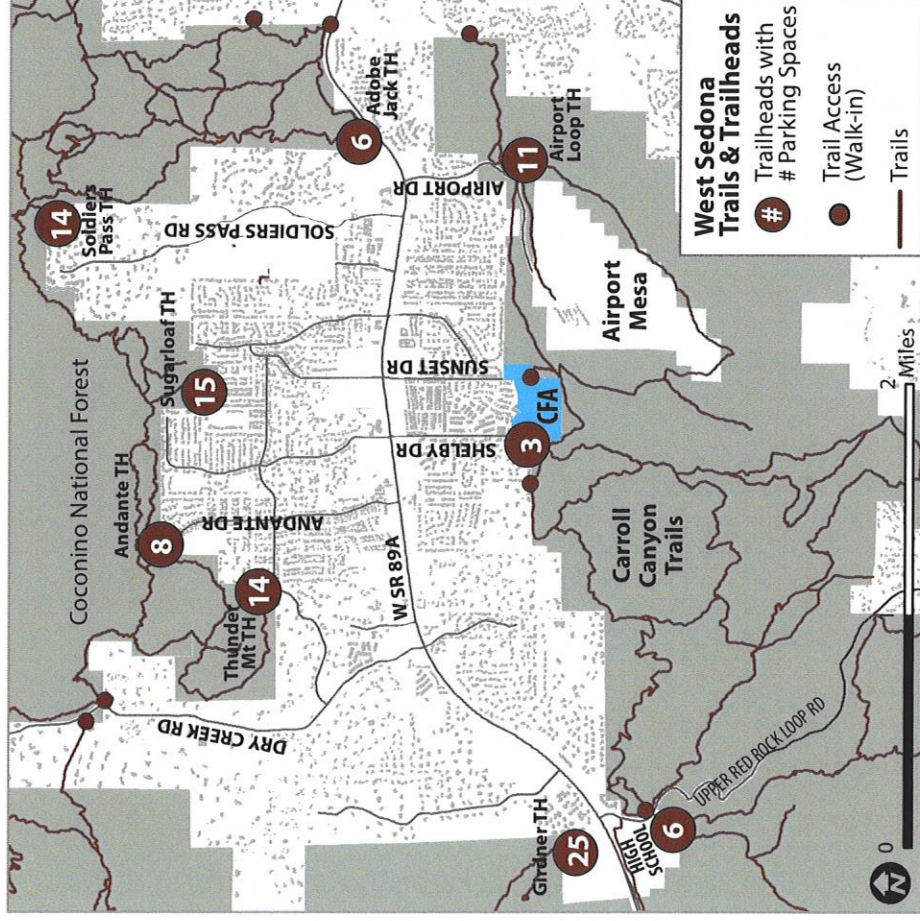 Coconino National Forest
14
Soldiers
Pass TH
Sugarloaf TH
15
Andante TH
8
14
Thunder
Mt TH
SOLDIERS PASS RD
6
Adobe
Jack TH
ANDANTE DR
DRY CREEK RD
W SR 89A
AIRPORT DR
SUNSET DR
SHELBY DR
11
Airport
Loop TH
CFA
3
Airport
Mesa
Carroll
Canyon
Trails
Girdner TH
25
HIGH
SCHOOL
6
UPPER RED ROCK LOOP RD
West Sedona
Trails & Trailheads
#
Trailheads with
# Parking Spaces
Trail Access
(Walk-in)
Trails
N
0
2
Miles